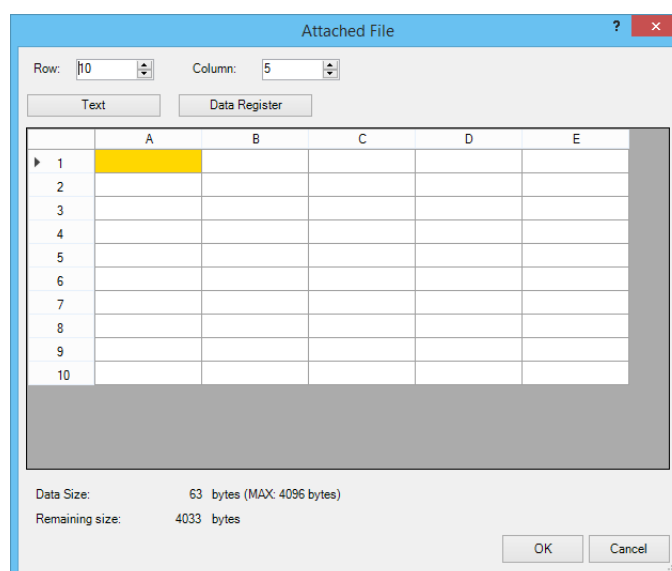 Attached File
? ×
Row: 10 Column: 5
Text Data Register
A B C D E
1
2
3
4
5
6
7
8
9
10
Data Size: 63 bytes (MAX: 4096 bytes)
Remaining size: 4033 bytes
OK Cancel